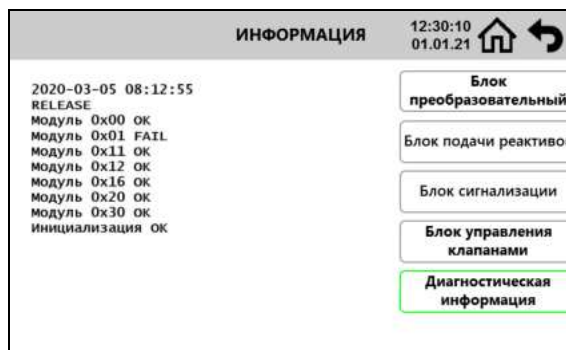 ИНФОРМАЦИЯ
12:30:10
01.01.21
2020-03-05 08:12:55
RELEASE
Модуль 0x00 OK
Модуль 0x01 FAIL
Модуль 0x11 OK
Модуль 0x12 OK
Модуль 0x16 OK
Модуль 0x20 OK
Модуль 0x30 OK
Инициализация OK
Блок
преобразовательный
Блок подачи реактиво
Блок сигнализации
Блок управления
клапанами
Диагностическая
информация